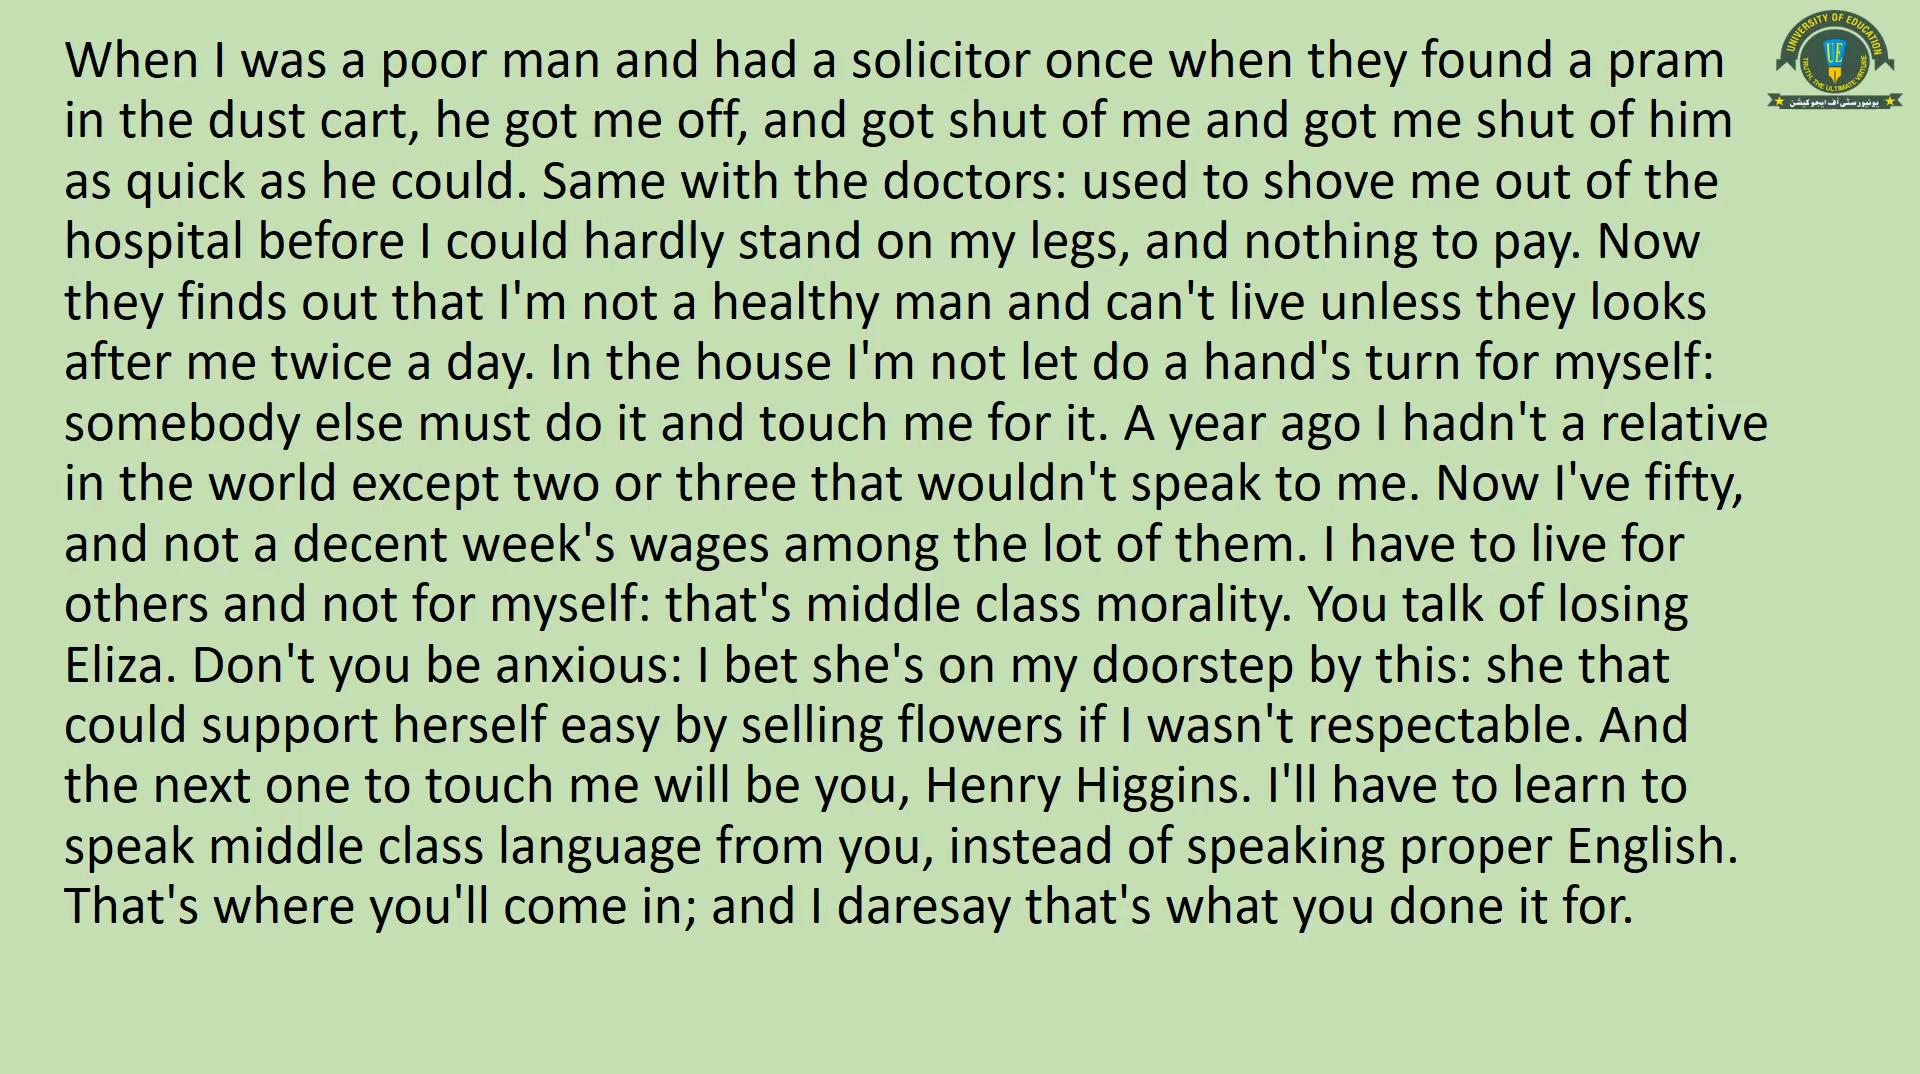 When I was a poor man and had a solicitor once when they found a pram
in the dust cart, he got me off, and got shut of me and got me shut of him
as quick as he could. Same with the doctors: used to shove me out of the
hospital before I could hardly stand on my legs, and nothing to pay. Now
they finds out that I'm not a healthy man and can't live unless they looks
after me twice a day. In the house I'm not let do a hand's turn for myself:
somebody else must do it and touch me for it. A year ago I hadn't a relative
in the world except two or three that wouldn't speak to me. Now I've fifty,
and not a decent week's wages among the lot of them. I have to live for
others and not for myself: that's middle class morality. You talk of losing
Eliza. Don't you be anxious: I bet she's on my doorstep by this: she that
could support herself easy by selling flowers if I wasn't respectable. And
the next one to touch me will be you, Henry Higgins. I'll have to learn to
speak middle class language from you, instead of speaking proper English.
That's where you'll come in; and I daresay that's what you done it for.
UNIVERSITY OF EDUCATION
UE
TRUTH, THE ULTIMATE VIRTUE
یونیورسٹی آف ایجوکیشن